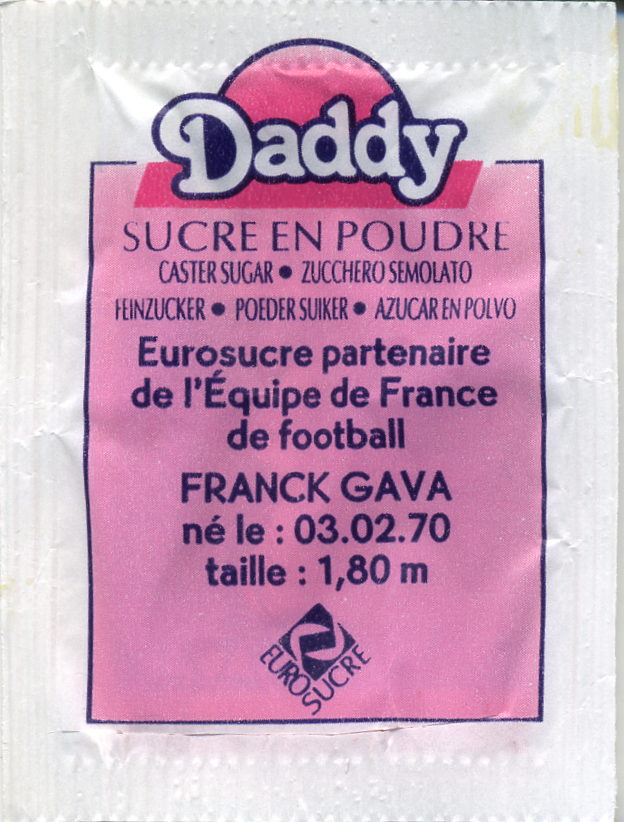 Daddy
SUCRE EN POUDRE
CASTER SUGAR • ZUCCHERO SEMOLATO
FEINZUCKER • POEDER SUIKER • AZUCAR EN POLVO
Eurosucre partenaire
de l'Équipe de France
de football
FRANCK GAVA
né le : 03.02.70
taille : 1,80 m
EUROSUCRE